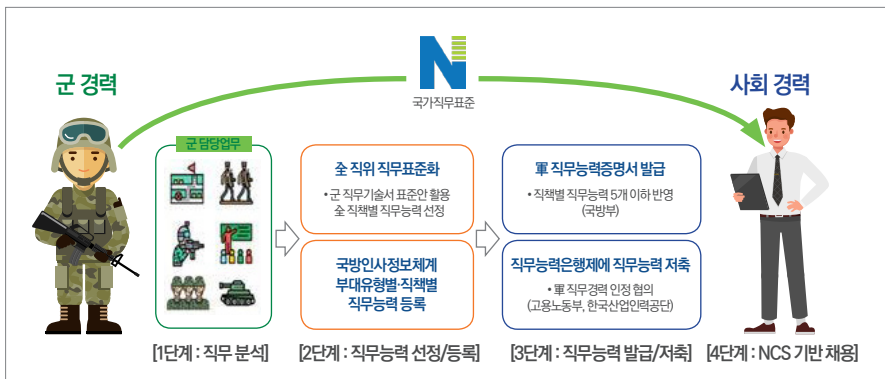 N
국가직무표준
군 경력
사회 경력
군 담당업무
全 직위 직무표준화
• 군 직무기술서 표준안 활용
全 직책별 직무능력 선정
국방인사정보체계
부대유형별·직책별
직무능력 등록
軍 직무능력증명서 발급
• 직책별 직무능력 5개 이하 반영
(국방부)
직무능력은행제에 직무능력 저축
• 軍 직무경력 인정 협의
(고용노동부, 한국산업인력공단)
[1단계 : 직무 분석]
[2단계 : 직무능력 선정/등록]
[3단계 : 직무능력 발급/저축]
[4단계 : NCS 기반 채용]